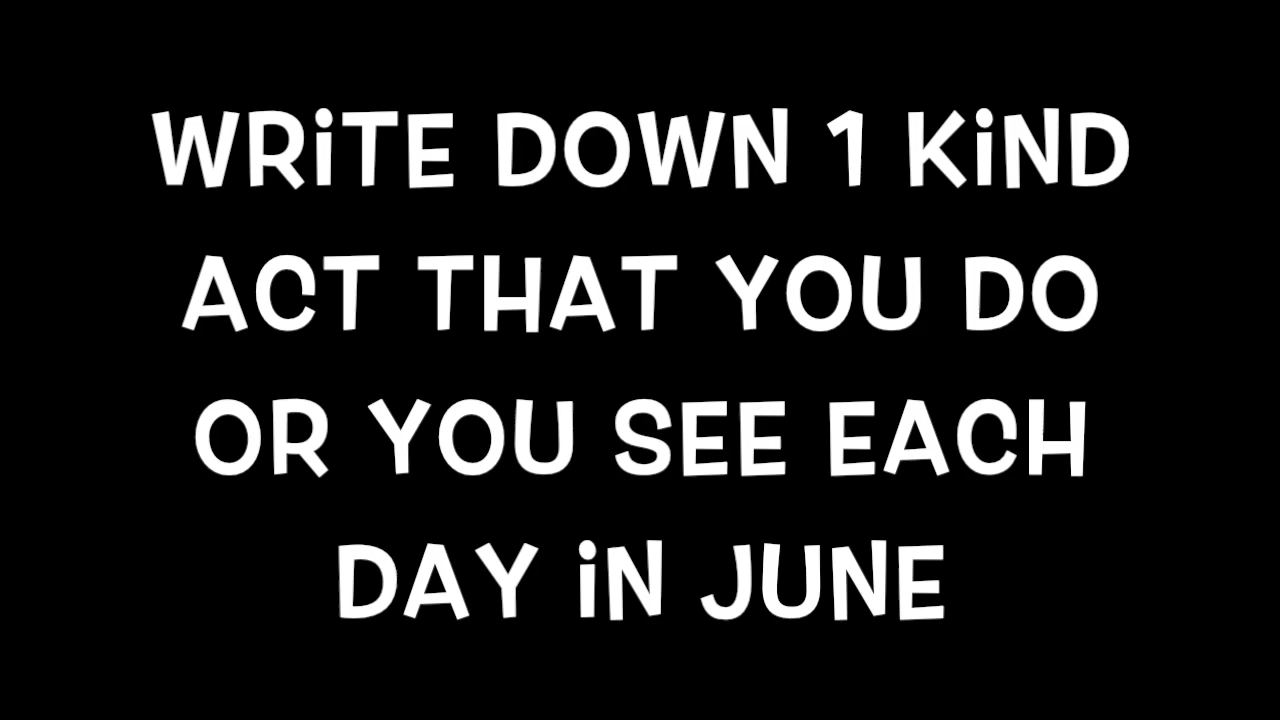 WRiTE DOWN 1 KiND
ACT THAT YOU DO
OR YOU SEE EACH
DAY iN JUNE